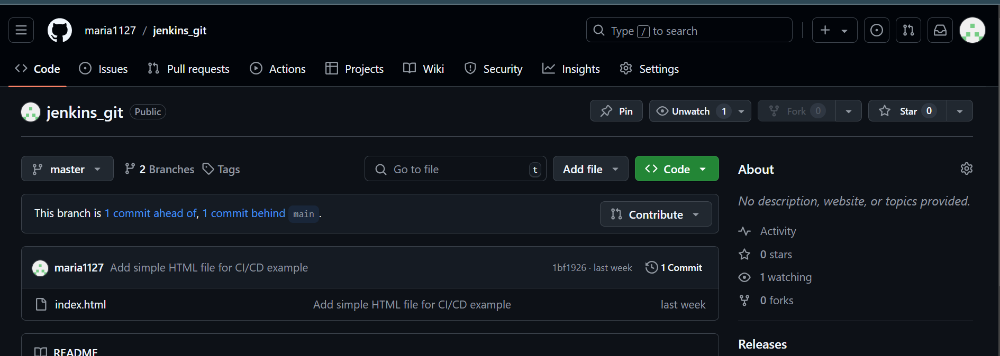 maria1127 / jenkins_git
Type / to search
Code Issues Pull requests Actions Projects Wiki Security Insights Settings
jenkins_git Public
Pin Unwatch 1 Fork 0 Star 0
master 2 Branches Tags Go to file t Add file Code
This branch is 1 commit ahead of, 1 commit behind main .
Contribute
maria1127 Add simple HTML file for CI/CD example 1bf1926 · last week 1 Commit
index.html Add simple HTML file for CI/CD example last week
README
About
No description, website, or topics provided.
Activity
0 stars
1 watching
0 forks
Releases